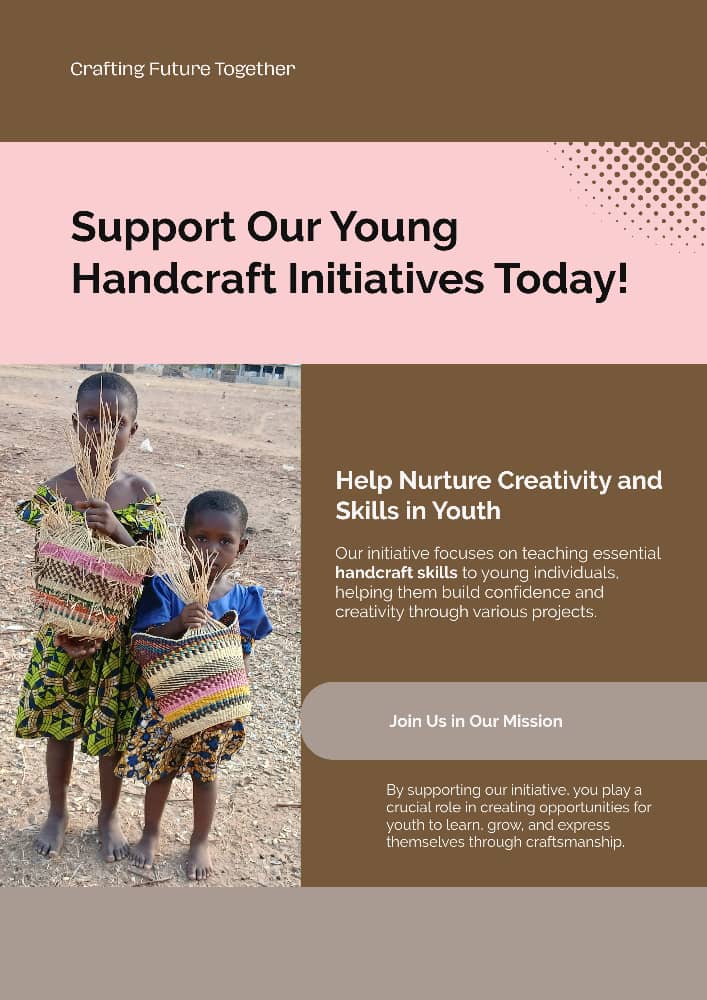 Crafting Future Together
Support Our Young
Handcraft Initiatives Today!
Help Nurture Creativity and
Skills in Youth
Our initiative focuses on teaching essential
handcraft skills to young individuals,
helping them build confidence and
creativity through various projects.
Join Us in Our Mission
By supporting our initiative, you play a
crucial role in creating opportunities for
youth to learn, grow, and express
themselves through craftsmanship.